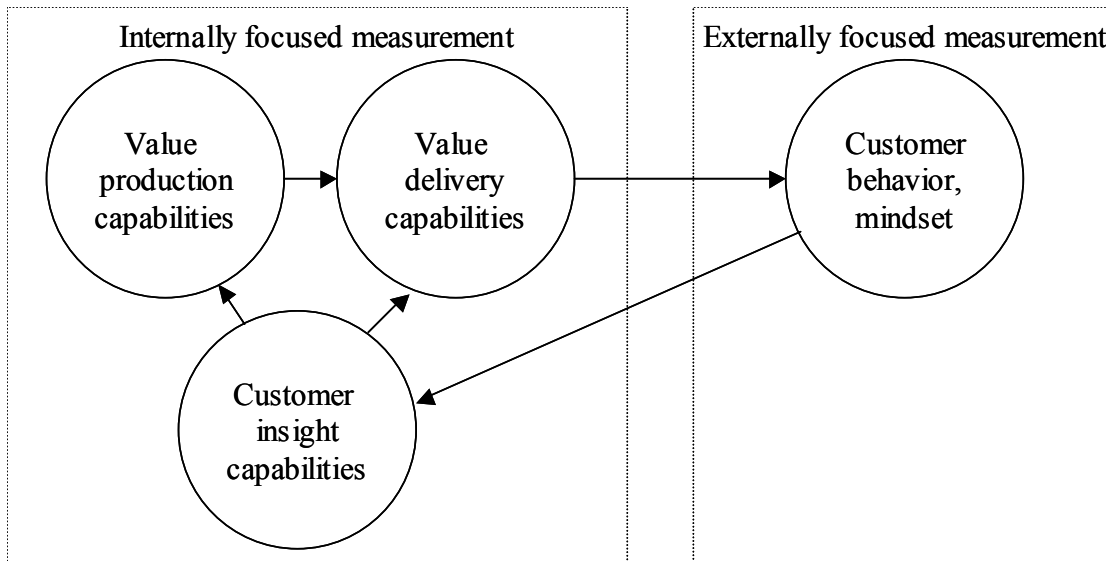 Internally focused measurement
Externally focused measurement
Value
production
capabilities
Value
delivery
capabilities
Customer
behavior,
mindset
Customer
insight
capabilities